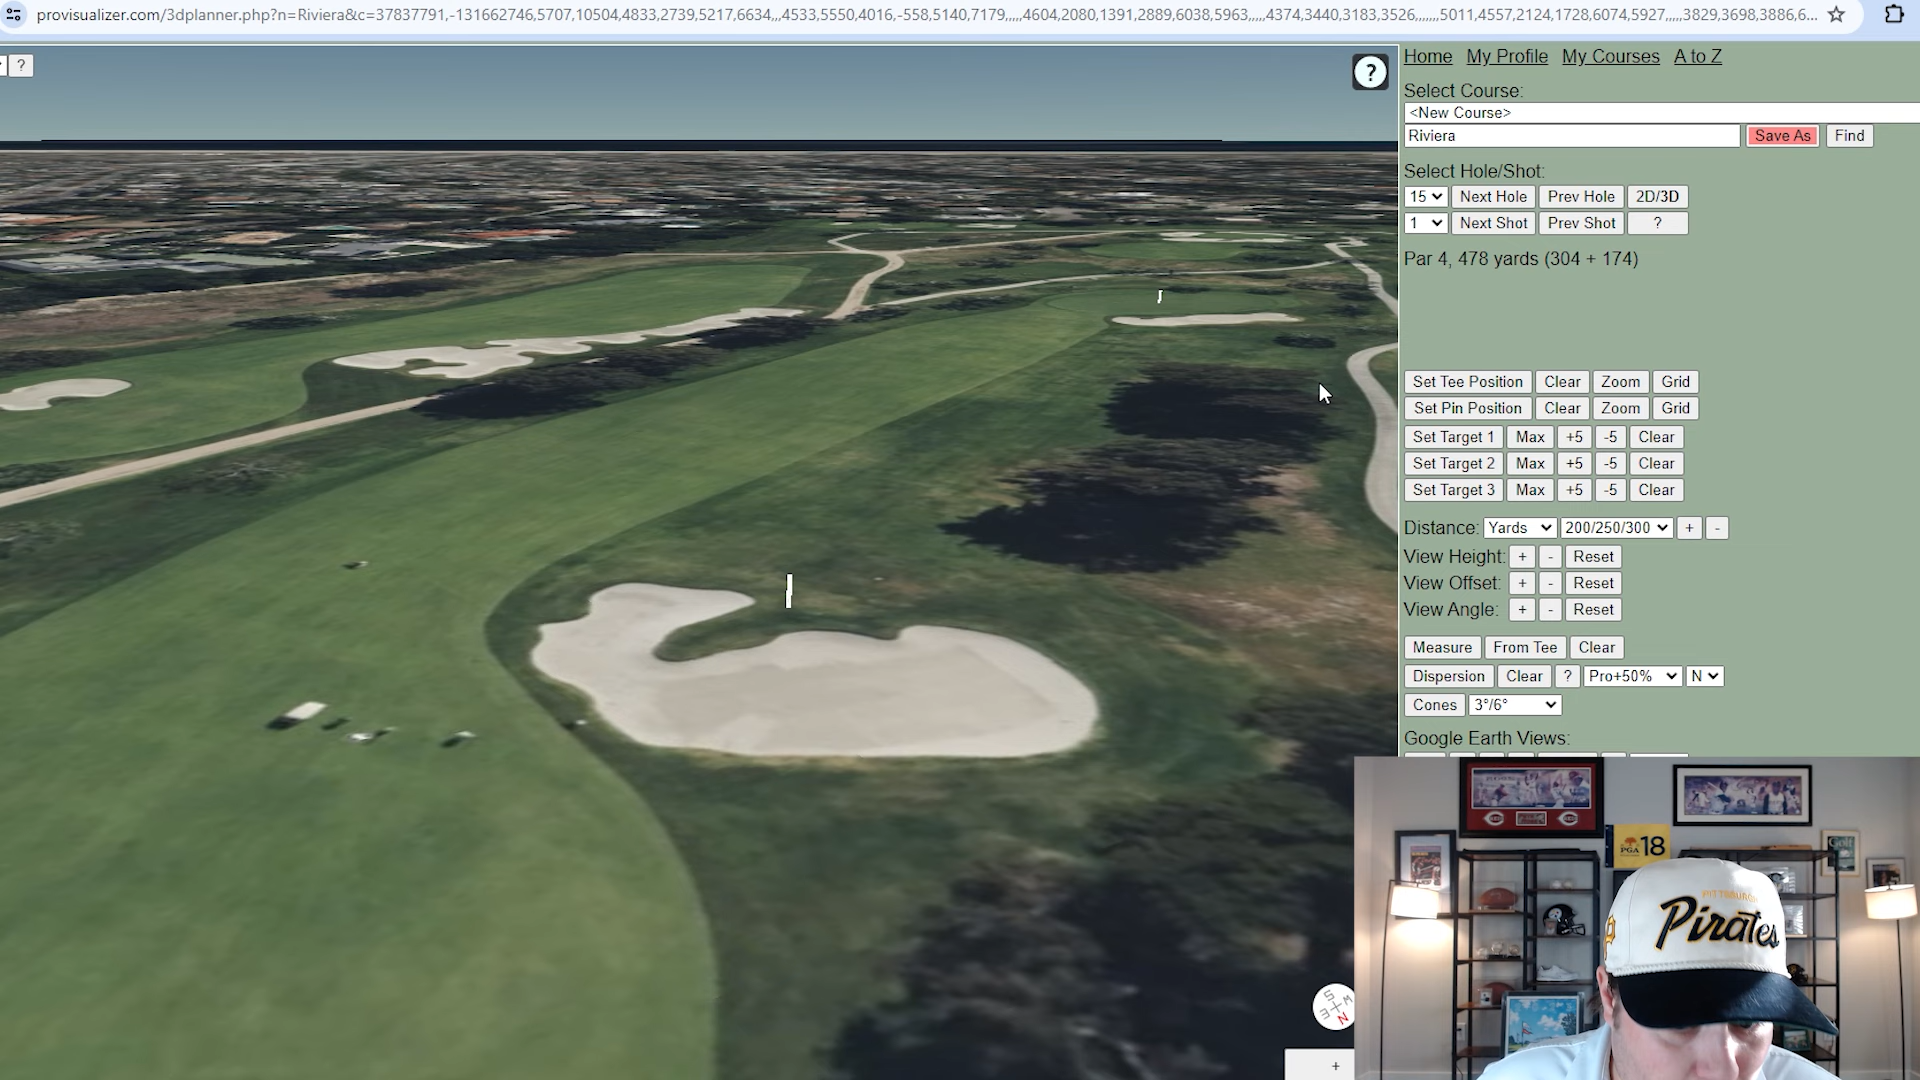 provisualizer.com/3dplanner.php?n=Riviera&c=37837791,-131662746,5707,10504,4833,2739,5217,6634,,,4533,5550,4016,-558,5140,7179,,,,,4604,2080,1391,2889,6038,5963,,,,,4374,3440,3183,3526,,,,,,,5011,4557,2124,1728,6074,5927,,,,,3829,3698,3886,6...
?
?
Home My Profile My Courses A to Z
Select Course:
<New Course>
Riviera Save As Find
Select Hole/Shot:
15 Next Hole Prev Hole 2D/3D
1 Next Shot Prev Shot ?
Par 4, 478 yards (304 + 174)
Set Tee Position Clear Zoom Grid
Set Pin Position Clear Zoom Grid
Set Target 1 Max +5 -5 Clear
Set Target 2 Max +5 -5 Clear
Set Target 3 Max +5 -5 Clear
Distance: Yards 200/250/300 + -
View Height: + - Reset
View Offset: + - Reset
View Angle: + - Reset
Measure From Tee Clear
Dispersion Clear ? Pro+50% N
Cones 3°/6°
Google Earth Views:
S
E
N
+
PGA 18
Golf
PITTSBURGH
Pirates